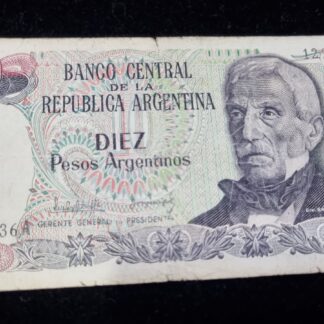 BANCO CENTRAL
DE LA
REPUBLICA ARGENTINA
DIEZ
Pesos Argentinos
GERENTE GENERAL PRESIDENTE